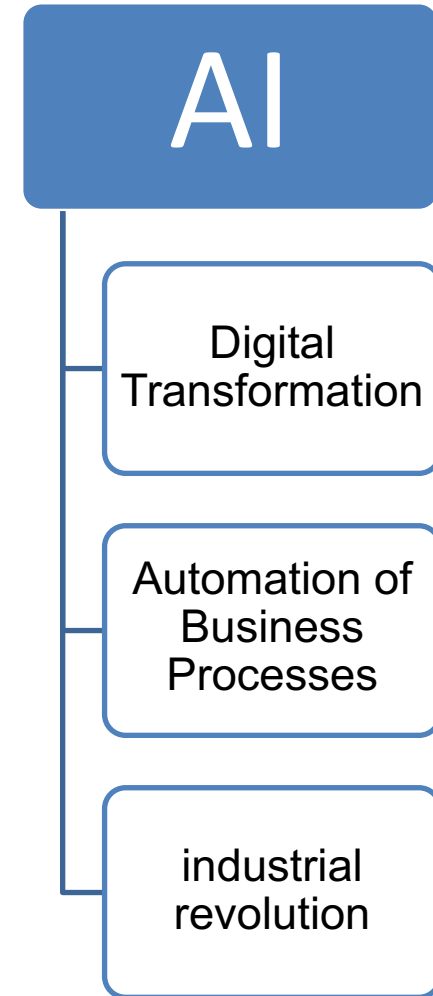 AI
Digital
Transformation
Automation of
Business
Processes
industrial
revolution